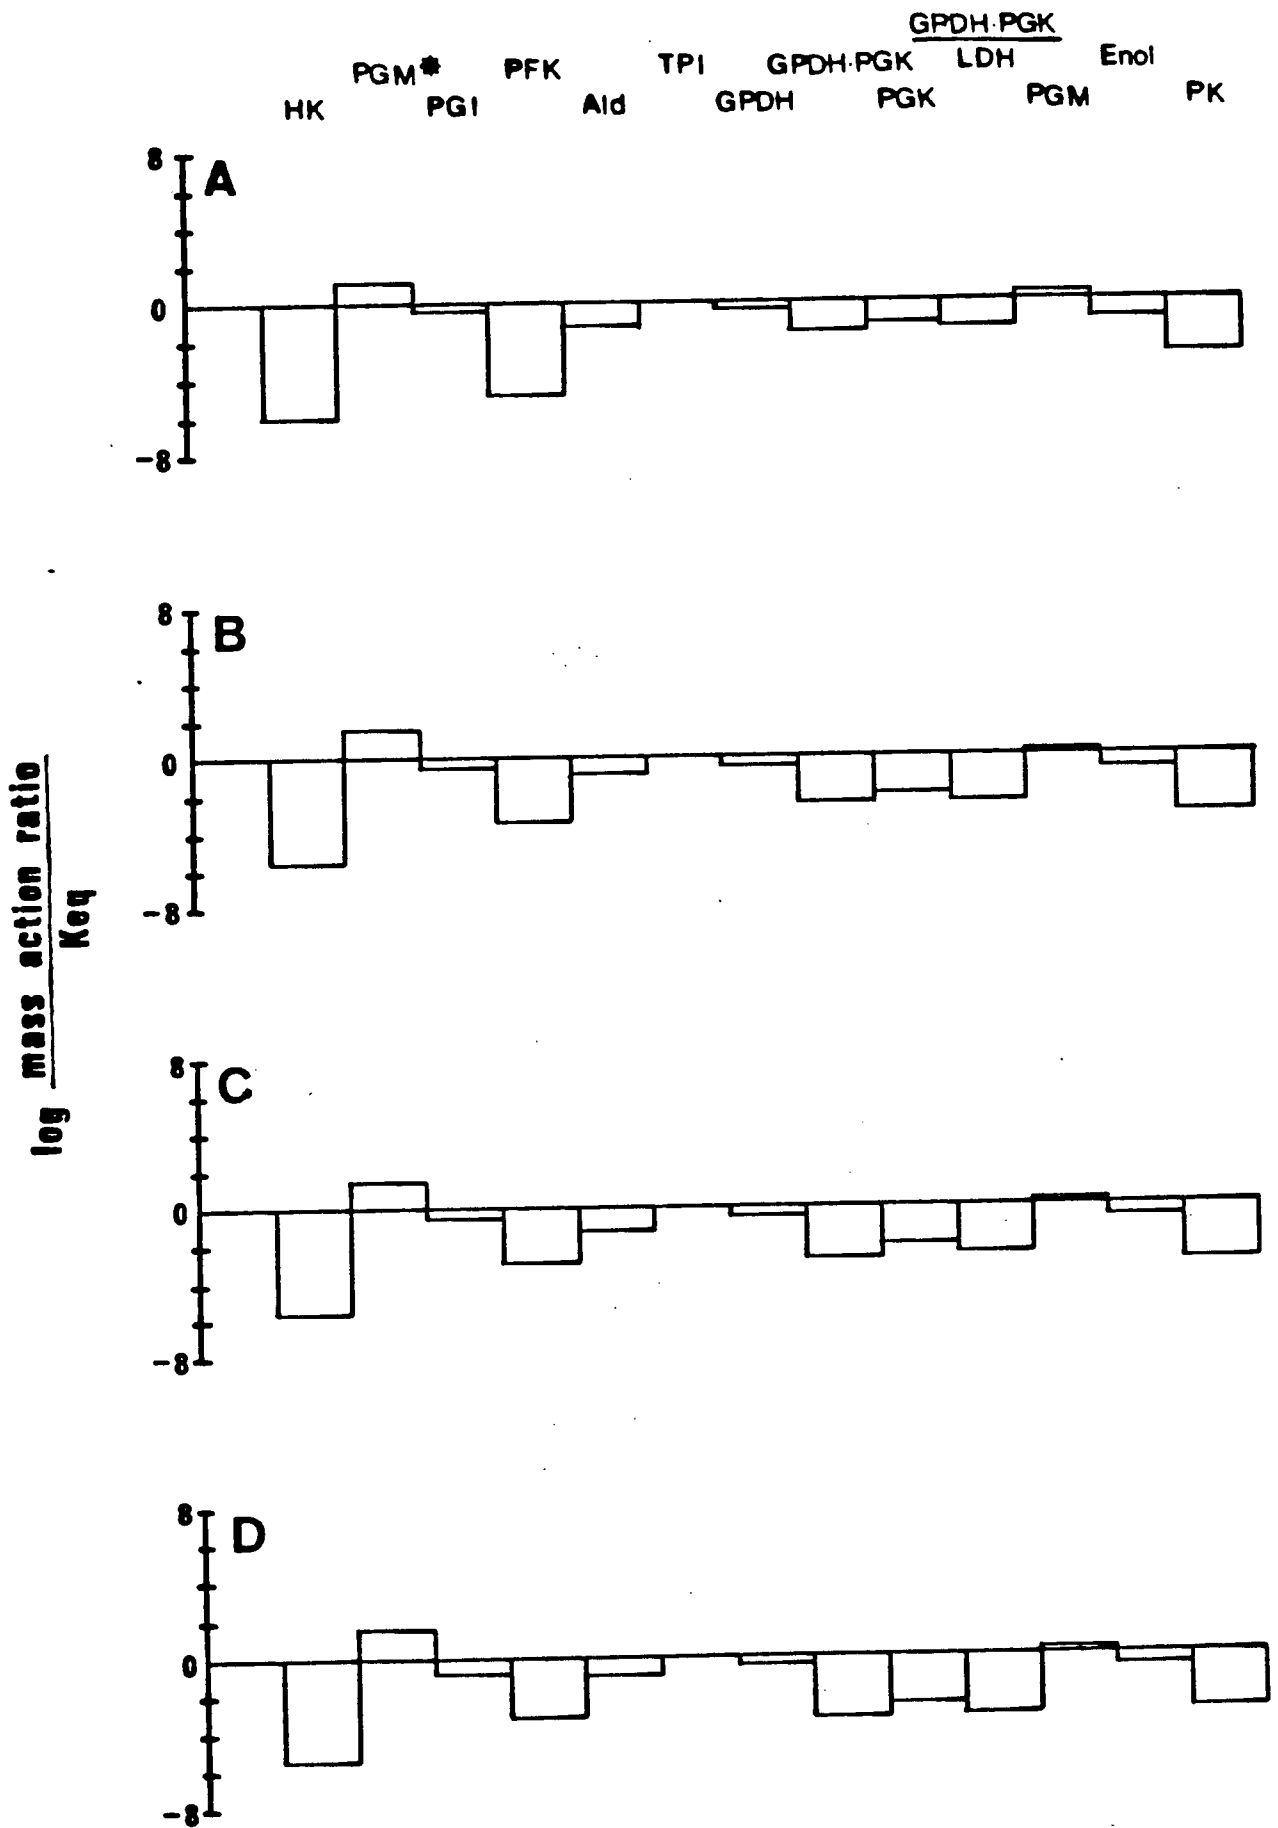 GPDH·PGK
PGM* PFK TPI GPDH·PGK LDH Enol
HK PGI Ald GPDH PGK PGM PK
8
A
0
-8
8
B
0
-8
log mass action ratio
Keq
8
C
0
-8
8
D
0
-8